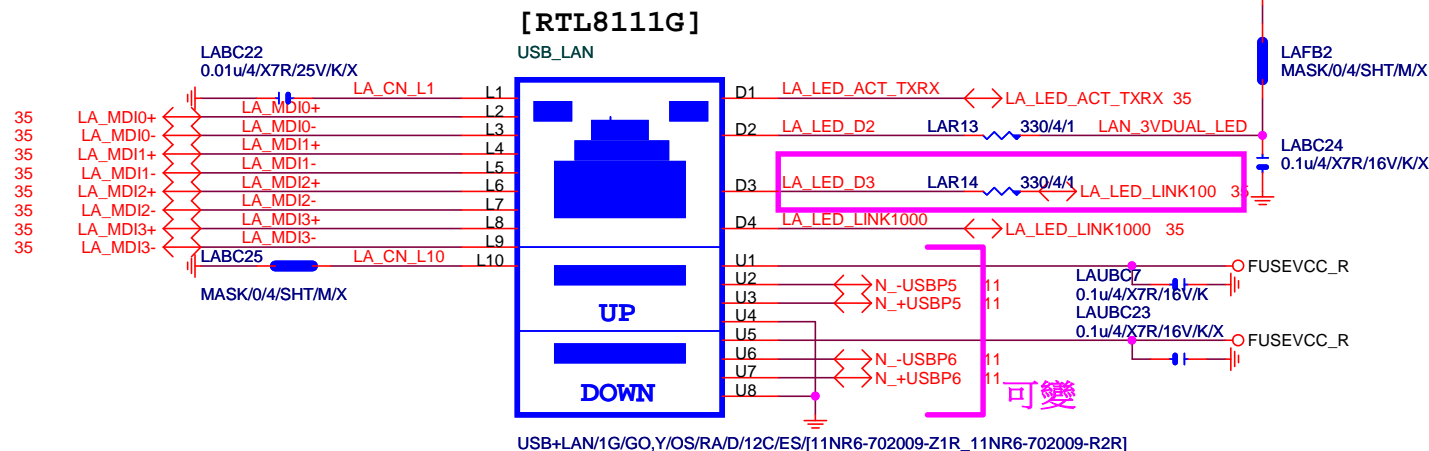 [RTL8111G]
USB_LAN
LABC22
0.01u/4/X7R/25V/K/X
LAFB2
MASK/0/4/SHT/M/X
LA_CN_L1 L1 D1 LA_LED_ACT_TXRX LA_LED_ACT_TXRX 35
35 LA_MDI0+ LA_MDI0+ L2
35 LA_MDI0- LA_MDI0- L3 D2 LA_LED_D2 LAR13 330/4/1 LAN_3VDUAL_LED
35 LA_MDI1+ LA_MDI1+ L4
LABC24
0.1u/4/X7R/16V/K/X
35 LA_MDI1- LA_MDI1- L5
35 LA_MDI2+ LA_MDI2+ L6 D3 LA_LED_D3 LAR14 330/4/1 LA_LED_LINK100 35
35 LA_MDI2- LA_MDI2- L7
35 LA_MDI3+ LA_MDI3+ L8 D4 LA_LED_LINK1000 LA_LED_LINK1000 35
35 LA_MDI3- LA_MDI3- L9
LABC25 LA_CN_L10 L10 U1 FUSEVCC_R
MASK/0/4/SHT/M/X
LAUBC7
0.1u/4/X7R/16V/K
U2 N_-USBP5 11
UP U3 N_+USBP5 11
U4
LAUBC23
0.1u/4/X7R/16V/K/X
U5 FUSEVCC_R
U6 N_-USBP6 11
U7 N_+USBP6 11
DOWN U8
可變
USB+LAN/1G/GO,Y/OS/RA/D/12C/ES/[11NR6-702009-Z1R_11NR6-702009-R2R]